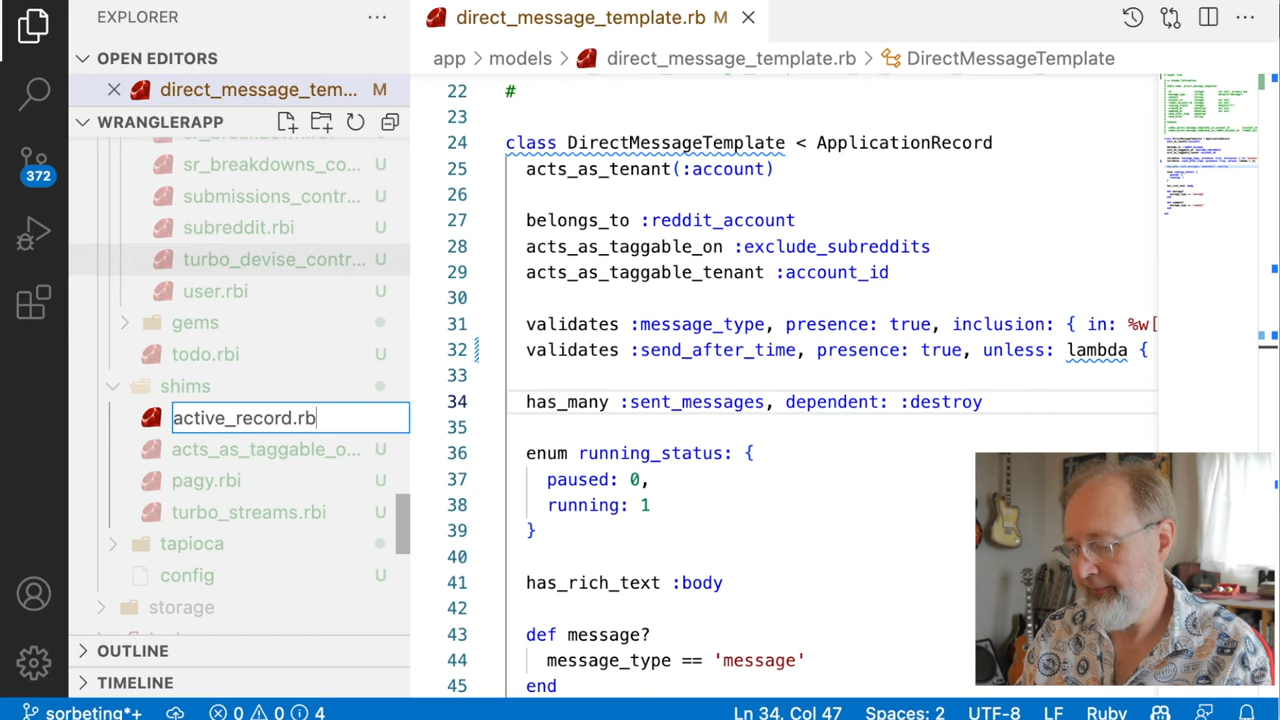 EXPLORER
OPEN EDITORS
direct_message_tem... M
WRANGLERAPP
sr_breakdowns_co...
submissions_contr... U
subreddit.rbi U
turbo_devise_contr... U
user.rbi U
gems
todo.rbi U
shims
active_record.rb
acts_as_taggable_o... U
pagy.rbi U
turbo_streams.rbi U
tapioca
config U
storage
OUTLINE
TIMELINE
372
direct_message_template.rb M
app > models > direct_message_template.rb > DirectMessageTemplate
22 #
23
24 class DirectMessageTemplate < ApplicationRecord
25 acts_as_tenant(:account)
26
27 belongs_to :reddit_account
28 acts_as_taggable_on :exclude_subreddits
29 acts_as_taggable_tenant :account_id
30
31 validates :message_type, presence: true, inclusion: { in: %w[
32 validates :send_after_time, presence: true, unless: lambda {
33
34 has_many :sent_messages, dependent: :destroy
35
36 enum running_status: {
37 paused: 0,
38 running: 1
39 }
40
41 has_rich_text :body
42
43 def message?
44 message_type == 'message'
45 end
sorbeting*+ 0 0 4 Ln 34, Col 47 Spaces: 2 UTF-8 LF Ruby